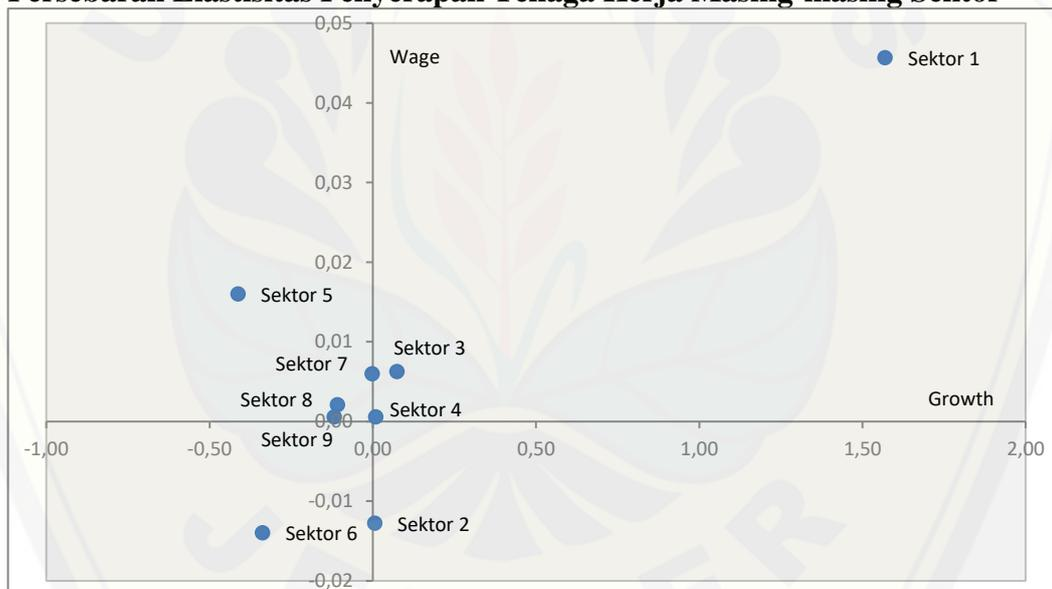 Persebaran Elastisitas Penyerapan Tenaga Kerja Masing-masing Sektor
0,05
Wage
Sektor 1
0,04
0,03
0,02
Sektor 5
0,01
Sektor 3
Sektor 7
Sektor 8
Growth
Sektor 4
0,00
Sektor 9
-1,00 -0,50 0,00 0,50 1,00 1,50 2,00
-0,01
Sektor 2
Sektor 6
-0,02